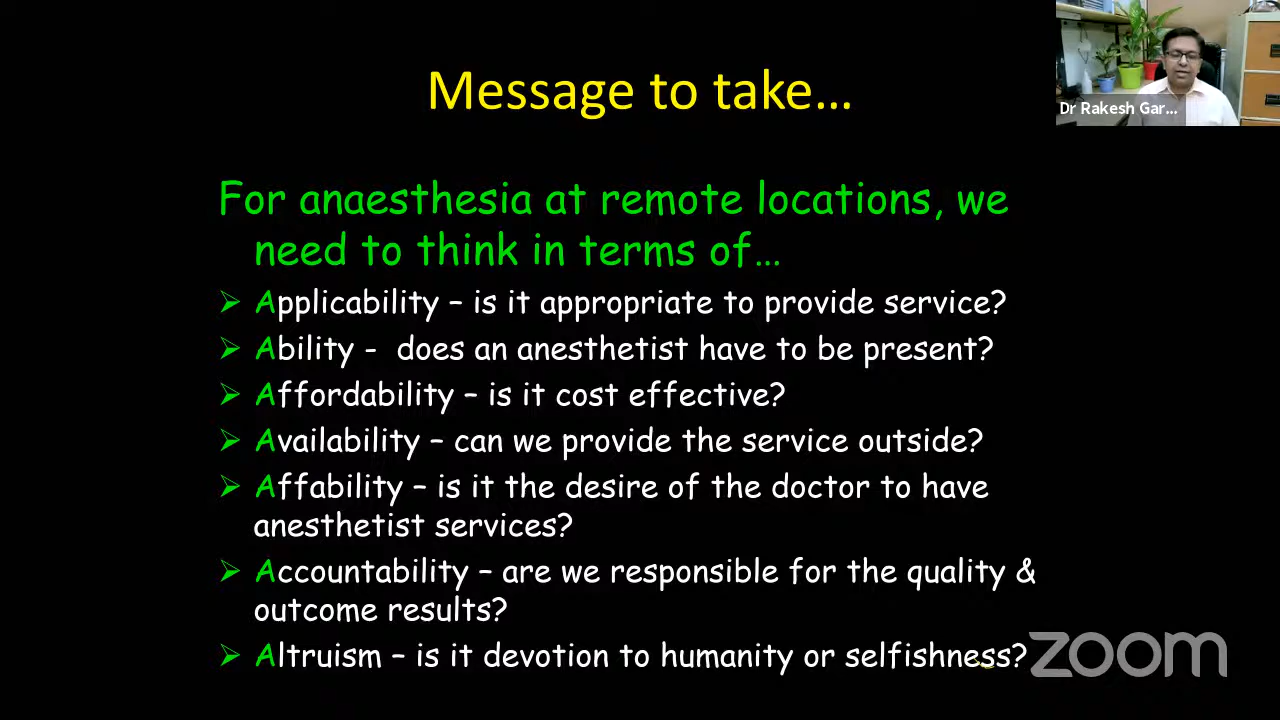 Message to take…
Dr Rakesh Gar...
For anaesthesia at remote locations, we
need to think in terms of…
➢ Applicability – is it appropriate to provide service?
➢ Ability - does an anesthetist have to be present?
➢ Affordability – is it cost effective?
➢ Availability – can we provide the service outside?
➢ Affability – is it the desire of the doctor to have
anesthetist services?
➢ Accountability – are we responsible for the quality &
outcome results?
➢ Altruism – is it devotion to humanity or selfishness?
zoom